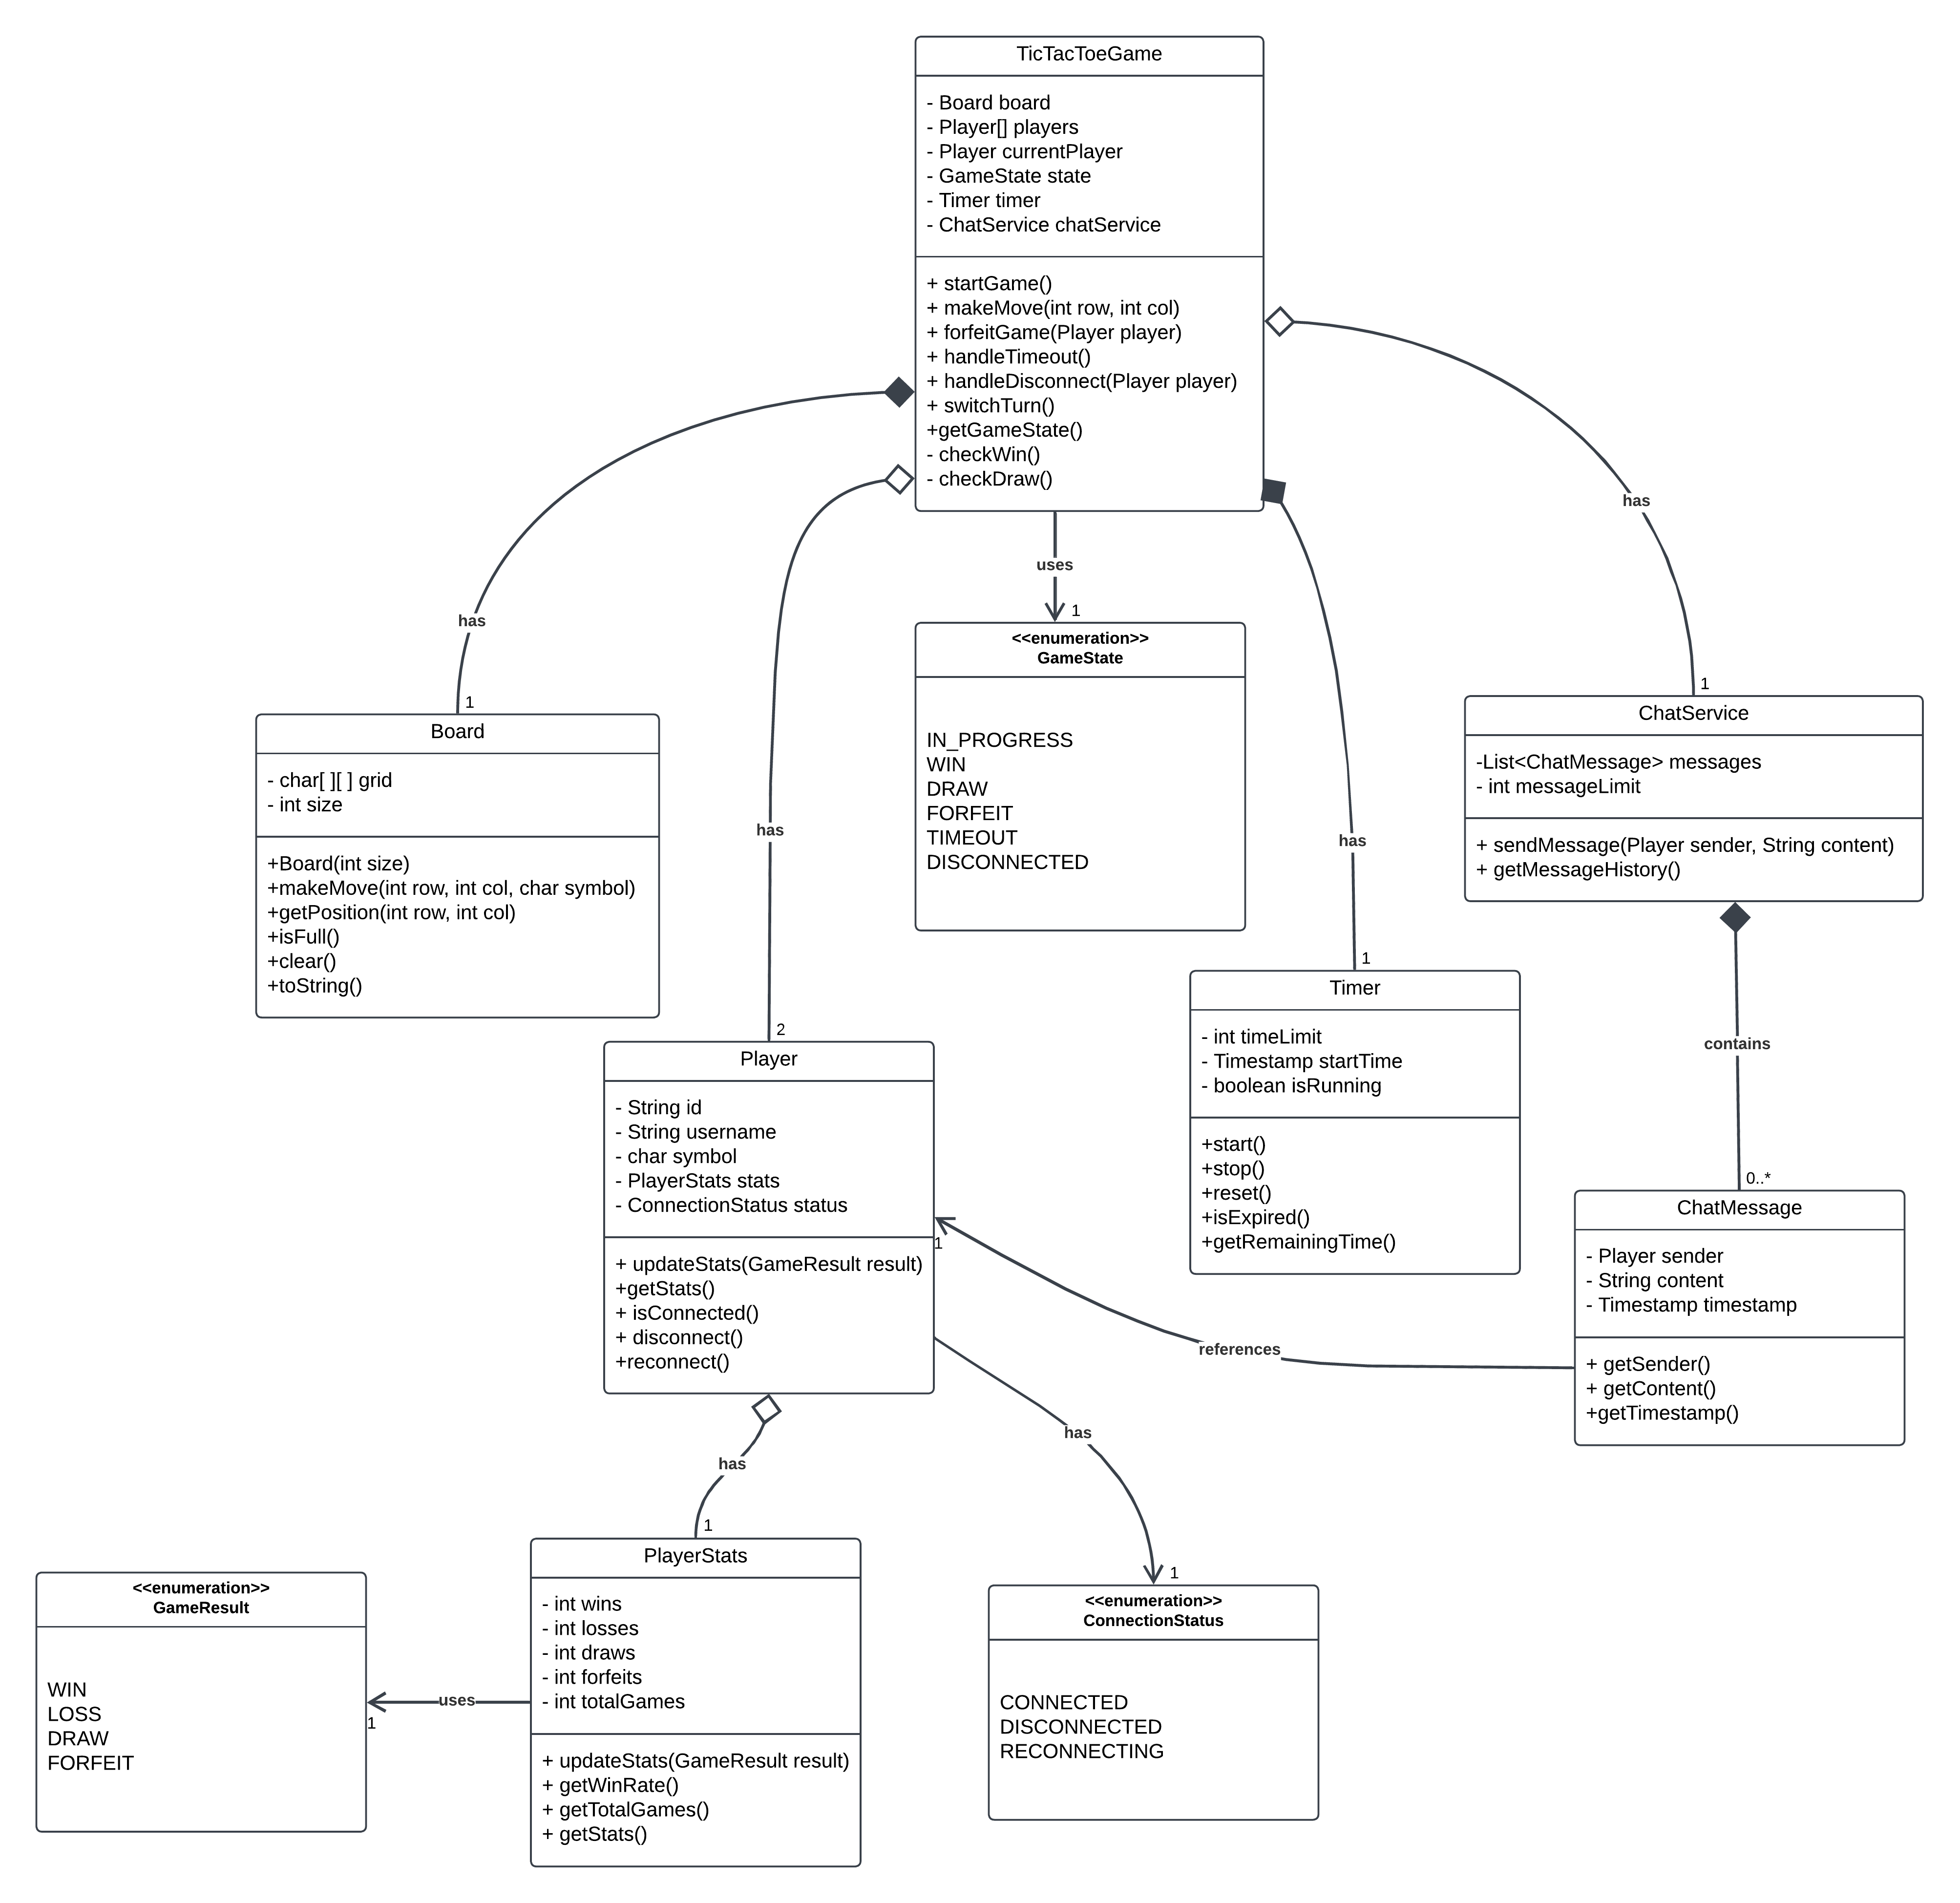 TicTacToeGame
- Board board
- Player[] players
- Player currentPlayer
- GameState state
- Timer timer
- ChatService chatService
+ startGame()
+ makeMove(int row, int col)
+ forfeitGame(Player player)
+ handleTimeout()
+ handleDisconnect(Player player)
+ switchTurn()
+getGameState()
- checkWin()
- checkDraw()
has
has
uses
has
has
1
<<enumeration>>
GameState
IN_PROGRESS
WIN
DRAW
FORFEIT
TIMEOUT
DISCONNECTED
1
Board
- char[ ][ ] grid
- int size
+Board(int size)
+makeMove(int row, int col, char symbol)
+getPosition(int row, int col)
+isFull()
+clear()
+toString()
1
ChatService
-List<ChatMessage> messages
- int messageLimit
+ sendMessage(Player sender, String content)
+ getMessageHistory()
contains
1
Timer
- int timeLimit
- Timestamp startTime
- boolean isRunning
+start()
+stop()
+reset()
+isExpired()
+getRemainingTime()
2
Player
- String id
- String username
- char symbol
- PlayerStats stats
- ConnectionStatus status
+ updateStats(GameResult result)
+getStats()
+ isConnected()
+ disconnect()
+reconnect()
1
references
0..*
ChatMessage
- Player sender
- String content
- Timestamp timestamp
+ getSender()
+ getContent()
+getTimestamp()
has
has
1
PlayerStats
- int wins
- int losses
- int draws
- int forfeits
- int totalGames
+ updateStats(GameResult result)
+ getWinRate()
+ getTotalGames()
+ getStats()
uses
1
<<enumeration>>
GameResult
WIN
LOSS
DRAW
FORFEIT
1
<<enumeration>>
ConnectionStatus
CONNECTED
DISCONNECTED
RECONNECTING